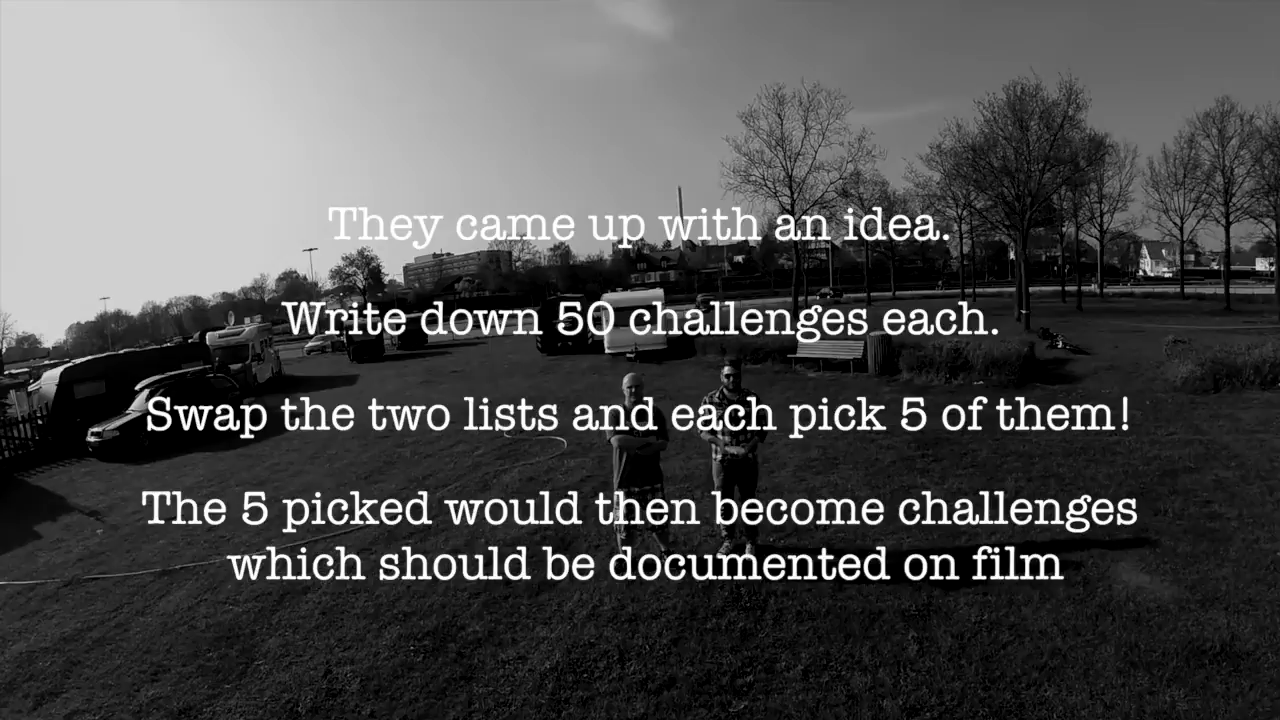 They came up with an idea.
Write down 50 challenges each.
Swap the two lists and each pick 5 of them!
The 5 picked would then become challenges
which should be documented on film